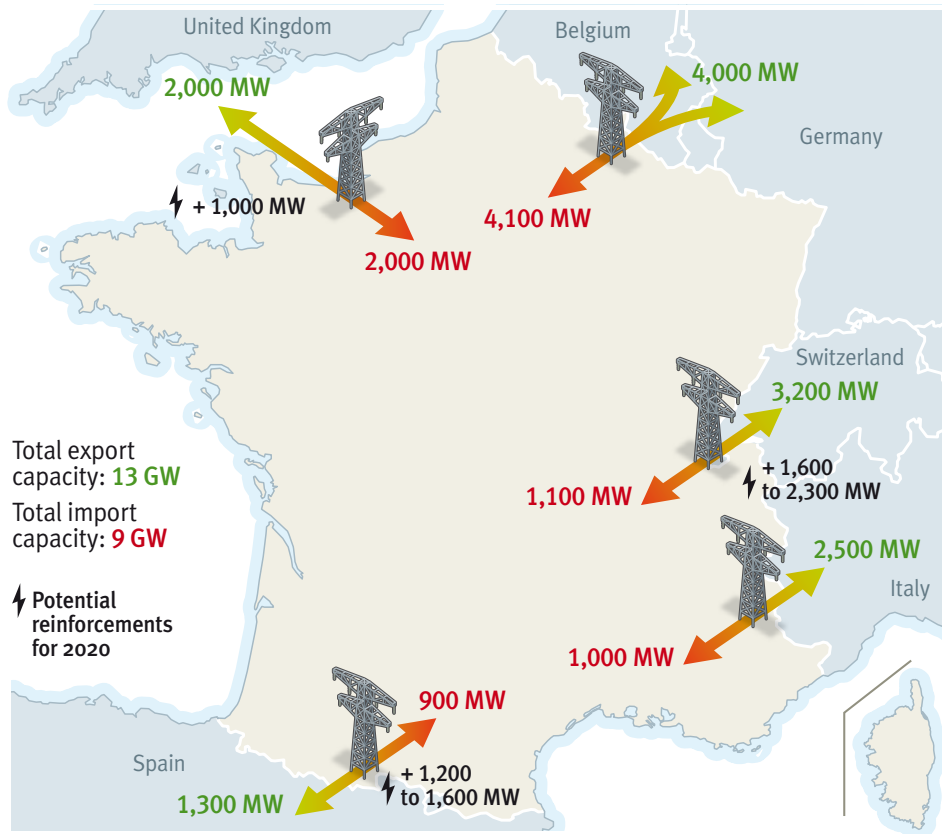 United Kingdom
Belgium
2,000 MW
4,000 MW
Germany
+ 1,000 MW
4,100 MW
2,000 MW
Switzerland
3,200 MW
Total export
capacity: 13 GW
Total import
capacity: 9 GW
+ 1,600
to 2,300 MW
1,100 MW
2,500 MW
Italy
Potential
reinforcements
for 2020
1,000 MW
900 MW
Spain
+ 1,200
to 1,600 MW
1,300 MW